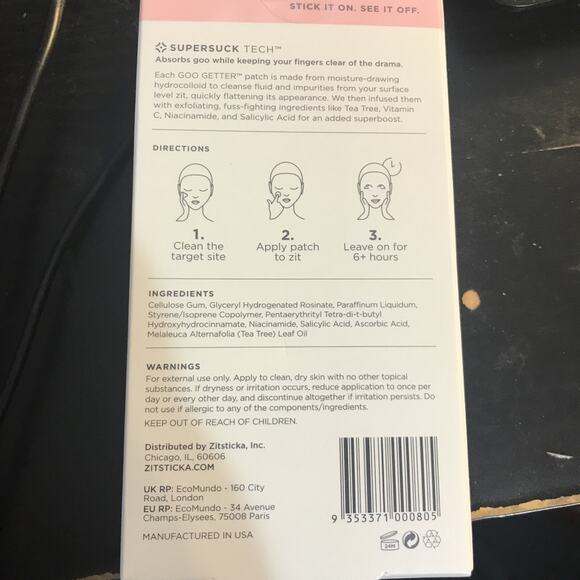 STICK IT ON. SEE IT OFF.
SUPERSUCK TECH™
Absorbs goo while keeping your fingers clear of the drama.
Each GOO GETTER™ patch is made from moisture-drawing
hydrocolloid to cleanse fluid and impurities from your surface
level zit, quickly flattening its appearance. We then infused them
with exfoliating, fuss-fighting ingredients like Tea Tree, Vitamin
C, Niacinamide, and Salicylic Acid for an added superboost.
DIRECTIONS
1.
Clean the
target site
2.
Apply patch
to zit
3.
Leave on for
6+ hours
INGREDIENTS
Cellulose Gum, Glyceryl Hydrogenated Rosinate, Paraffinum Liquidum,
Styrene/Isoprene Copolymer, Pentaerythrityl Tetra-di-t-butyl
Hydroxyhydrocinnamate, Niacinamide, Salicylic Acid, Ascorbic Acid,
Melaleuca Alternafolia (Tea Tree) Leaf Oil
WARNINGS
For external use only. Apply to clean, dry skin with no other topical
substances. If dryness or irritation occurs, reduce application to once per
day or every other day, and discontinue altogether if irritation persists. Do
not use if allergic to any of the components/ingredients.
KEEP OUT OF REACH OF CHILDREN.
Distributed by Zitsticka, Inc.
Chicago, IL, 60606
ZITSTICKA.COM
UK RP: EcoMundo - 160 City
Road, London
EU RP: EcoMundo - 34 Avenue
Champs-Elysees, 75008 Paris
MANUFACTURED IN USA
9 353371 000805
24M